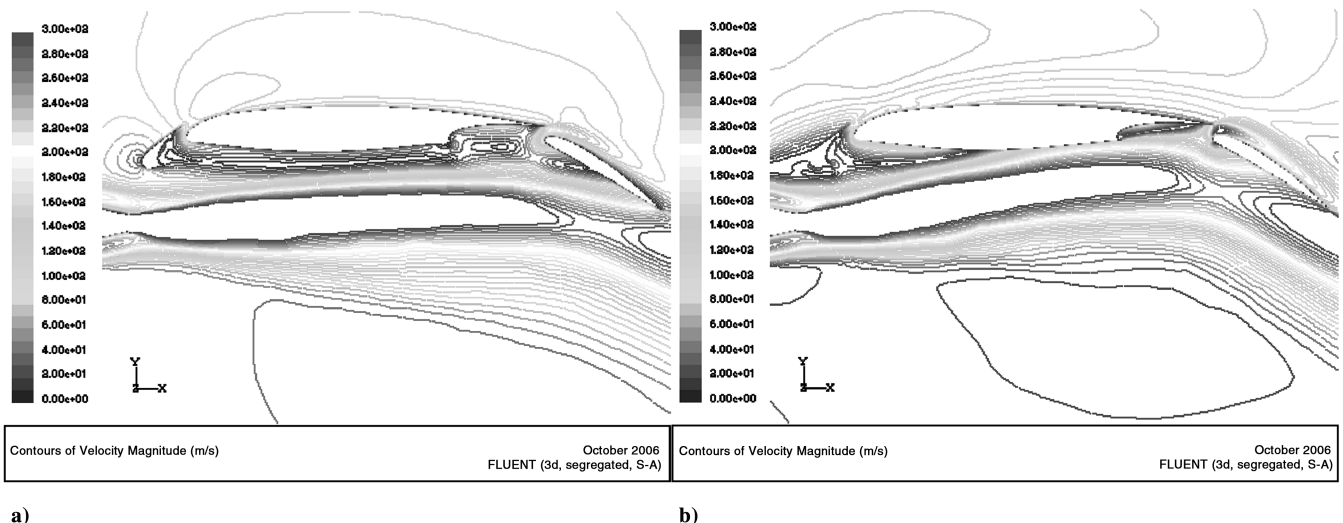 3.00e+02
2.80e+02
2.60e+02
2.40e+02
2.20e+02
2.00e+02
1.80e+02
1.60e+02
1.40e+02
1.20e+02
1.00e+02
8.00e+01
6.00e+01
4.00e+01
2.00e+01
0.00e+00
Y
Z X
Contours of Velocity Magnitude (m/s)
October 2006
FLUENT (3d, segregated, S-A)
a)
3.00e+02
2.80e+02
2.60e+02
2.40e+02
2.20e+02
2.00e+02
1.80e+02
1.60e+02
1.40e+02
1.20e+02
1.00e+02
8.00e+01
6.00e+01
4.00e+01
2.00e+01
0.00e+00
Y
Z X
Contours of Velocity Magnitude (m/s)
October 2006
FLUENT (3d, segregated, S-A)
b)